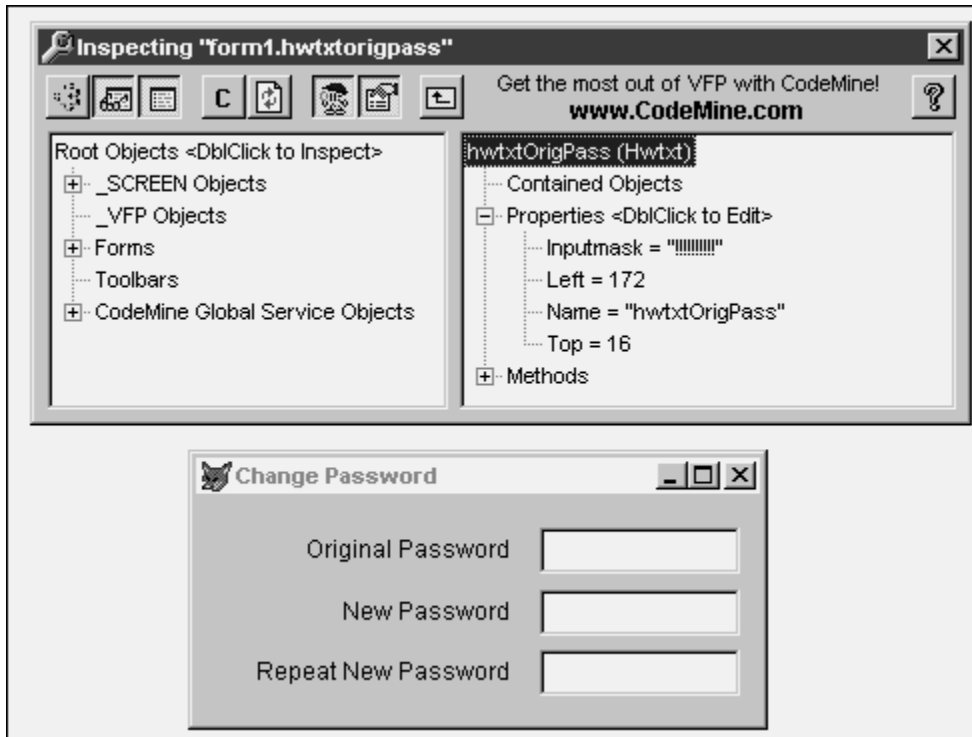 Inspecting "form1.hwtxtorigpass"
C
Get the most out of VFP with CodeMine!
www.CodeMine.com
?
Root Objects <DblClick to Inspect>
_SCREEN Objects
_VFP Objects
Forms
Toolbars
CodeMine Global Service Objects
hwtxtOrigPass (Hwtxt)
Contained Objects
Properties <DblClick to Edit>
Inputmask = "!!!!!!!!!!"
Left = 172
Name = "hwtxtOrigPass"
Top = 16
Methods
Change Password
Original Password
New Password
Repeat New Password